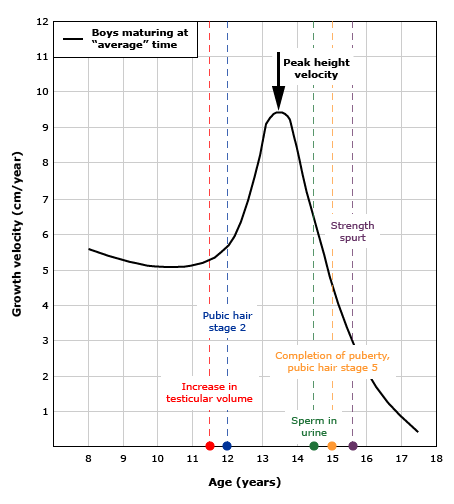 12
11
10
9
8
7
6
5
4
3
2
1
Growth velocity (cm/year)
Boys maturing at
“average” time
Peak height
velocity
Strength
spurt
Pubic hair
stage 2
Completion of puberty,
pubic hair stage 5
Increase in
testicular volume
Sperm in
urine
8 9 10 11 12 13 14 15 16 17 18
Age (years)